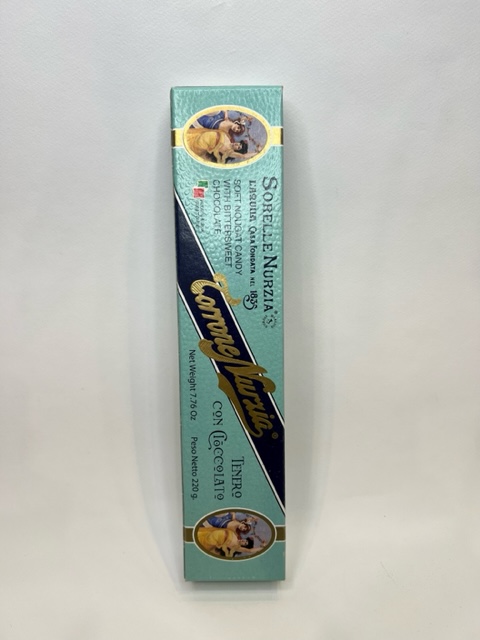 SORELLE NURZIA®
L'AQUILA CASA FONDATA NEL 1835
SOFT NOUGAT CANDY
WITH BITTERSWEET
CHOCOLATE
Torrone Nurzia®
TENERO
CON CIOCCOLATO
Net Weight 7.76 Oz Peso Netto 220 g.